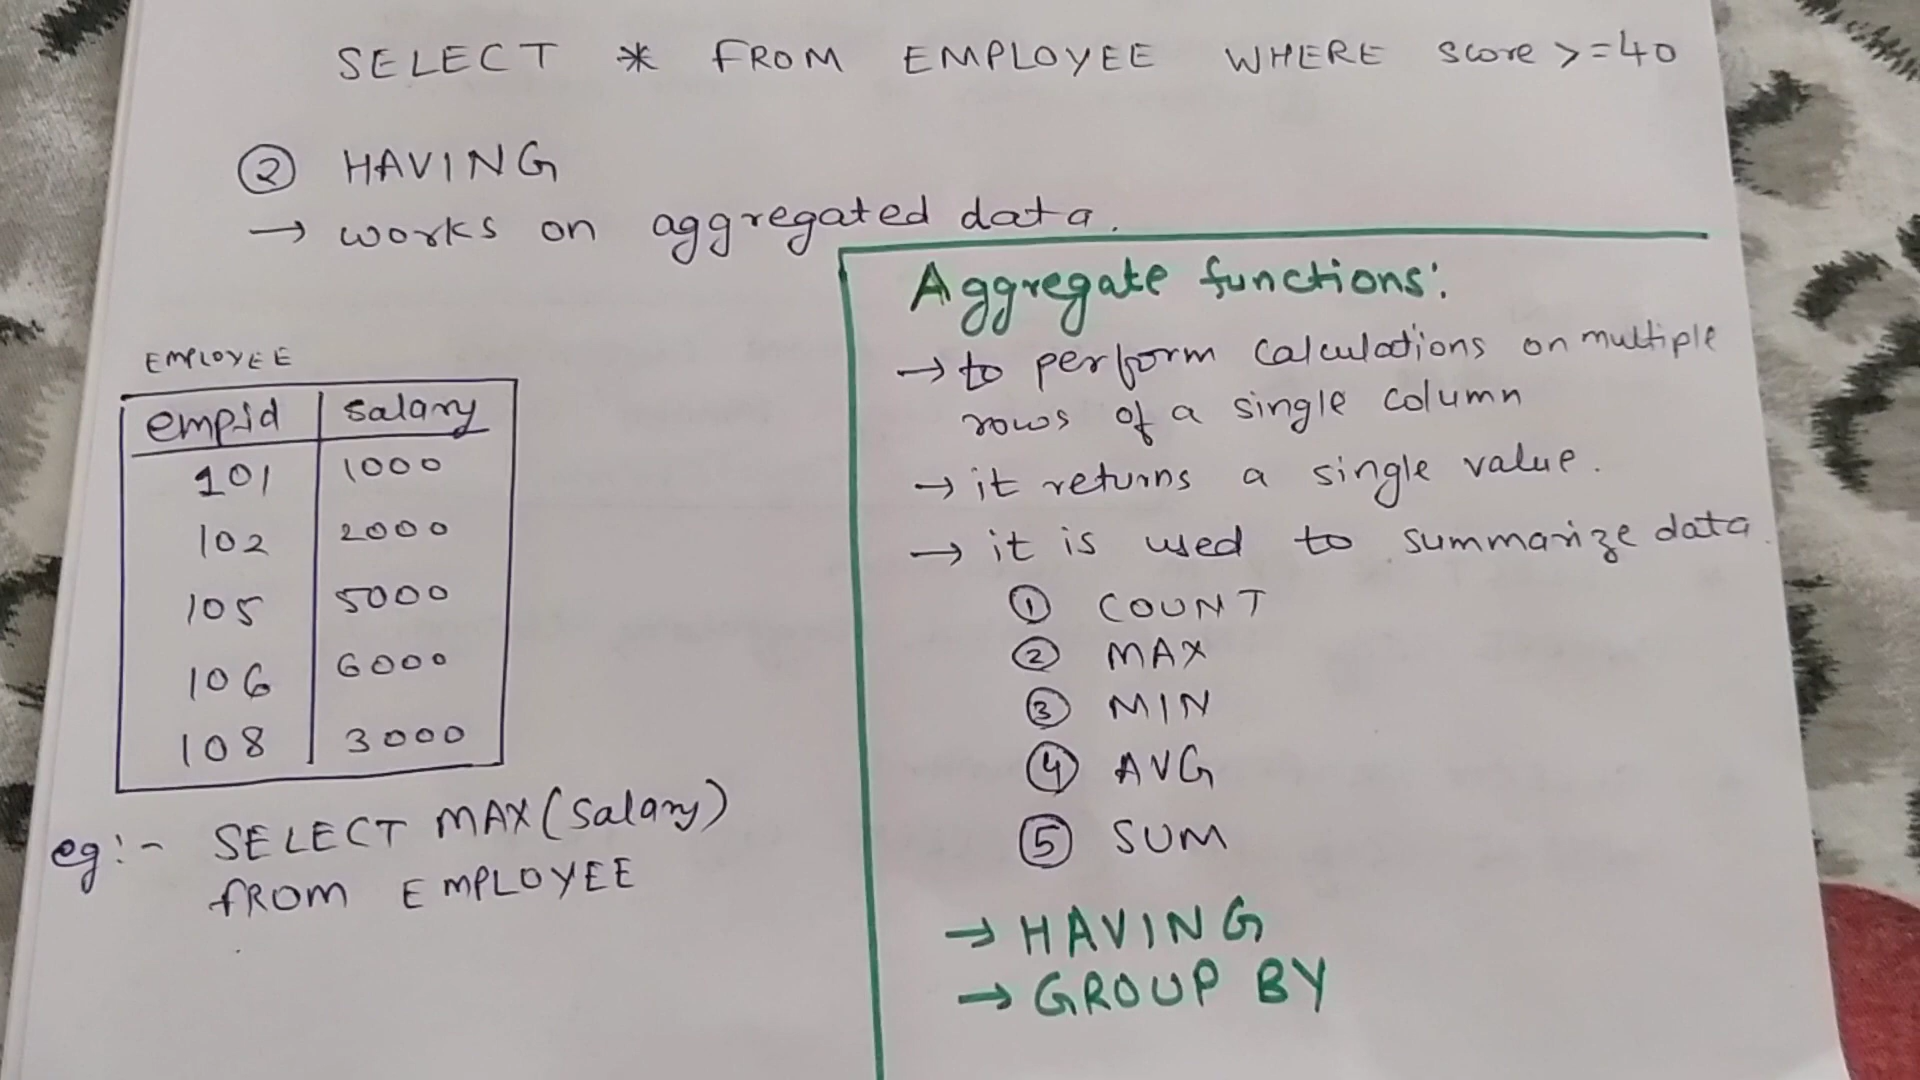 SELECT * FROM EMPLOYEE WHERE score >=40
② HAVING
→ works on aggregated data.
EMPLOYEE
empid salary
101 1000
102 2000
105 5000
106 6000
108 3000
eg:- SELECT MAX(salary)
FROM EMPLOYEE
Aggregate functions:
→ to perform calculations on multiple
rows of a single column
→ it returns a single value.
→ it is used to summarize data.
① COUNT
② MAX
③ MIN
④ AVG
⑤ SUM
→ HAVING
→ GROUP BY